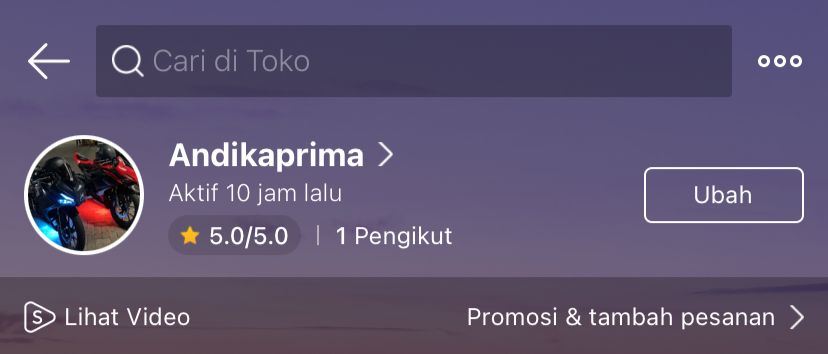 Cari di Toko
Andikaprima
Aktif 10 jam lalu
Ubah
5.0/5.0 | 1 Pengikut
S Lihat Video
Promosi & tambah pesanan